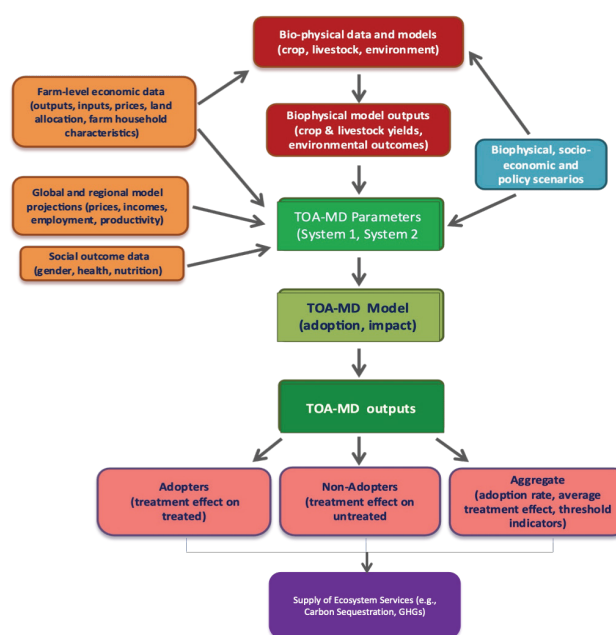 Bio-physical data and models
(crop, livestock, environment)
Farm-level economic data
(outputs, inputs, prices, land
allocation, farm household
characteristics)
Biophysical model outputs
(crop & livestock yields,
environmental outcomes)
Biophysical, socio-
economic and
policy scenarios
Global and regional model
projections (prices, incomes,
employment, productivity)
TOA-MD Parameters
(System 1, System 2
Social outcome data
(gender, health, nutrition)
TOA-MD Model
(adoption, impact)
TOA-MD outputs
Adopters
(treatment effect on
treated)
Non-Adopters
(treatment effect on
untreated
Aggregate
(adoption rate, average
treatment effect, threshold
indicators)
Supply of Ecosystem Services (e.g.,
Carbon Sequestration, GHGs)